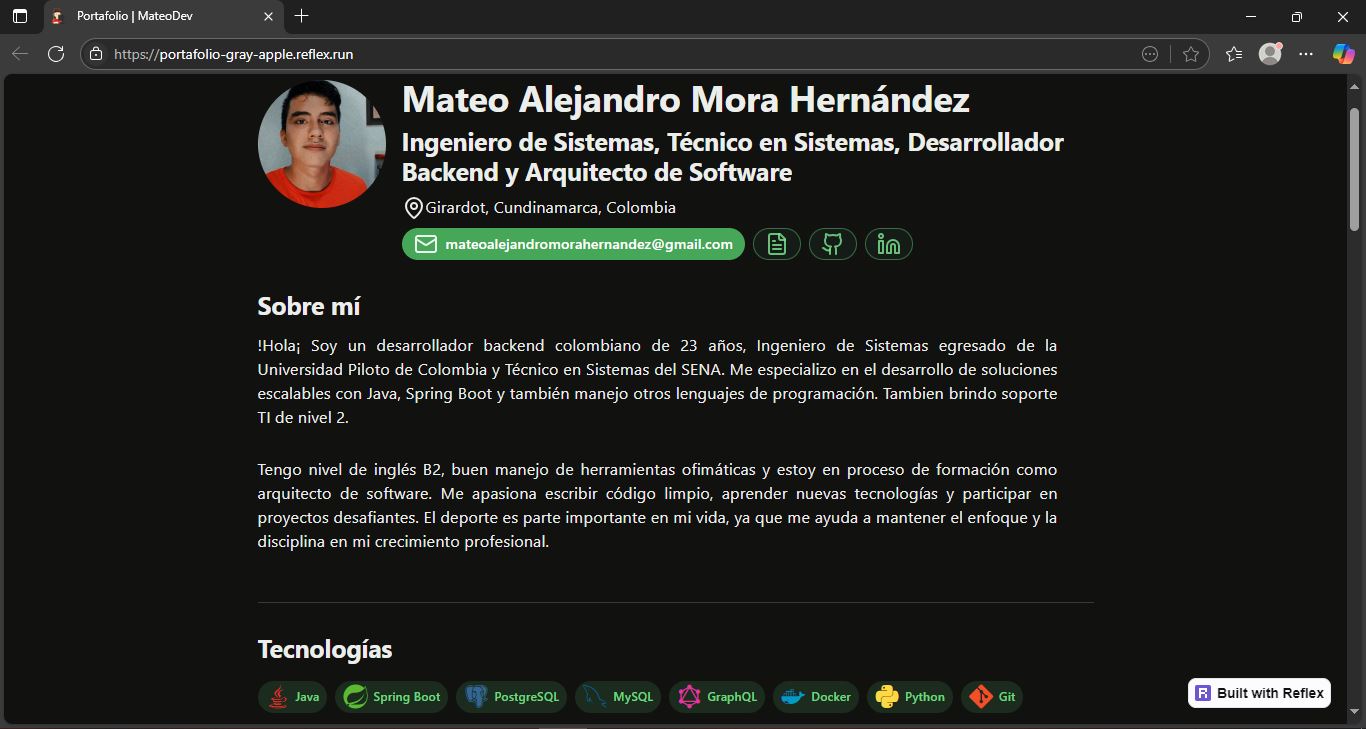 Portafolio | MateoDev
https://portafolio-gray-apple.reflex.run
Mateo Alejandro Mora Hernández
Ingeniero de Sistemas, Técnico en Sistemas, Desarrollador
Backend y Arquitecto de Software
Girardot, Cundinamarca, Colombia
mateoalejandromorahernandez@gmail.com
Sobre mí
!Hola¡ Soy un desarrollador backend colombiano de 23 años, Ingeniero de Sistemas egresado de la
Universidad Piloto de Colombia y Técnico en Sistemas del SENA. Me especializo en el desarrollo de soluciones
escalables con Java, Spring Boot y también manejo otros lenguajes de programación. Tambien brindo soporte
TI de nivel 2.
Tengo nivel de inglés B2, buen manejo de herramientas ofimáticas y estoy en proceso de formación como
arquitecto de software. Me apasiona escribir código limpio, aprender nuevas tecnologías y participar en
proyectos desafiantes. El deporte es parte importante en mi vida, ya que me ayuda a mantener el enfoque y la
disciplina en mi crecimiento profesional.
Tecnologías
Java Spring Boot PostgreSQL MySQL GraphQL Docker Python Git
Built with Reflex